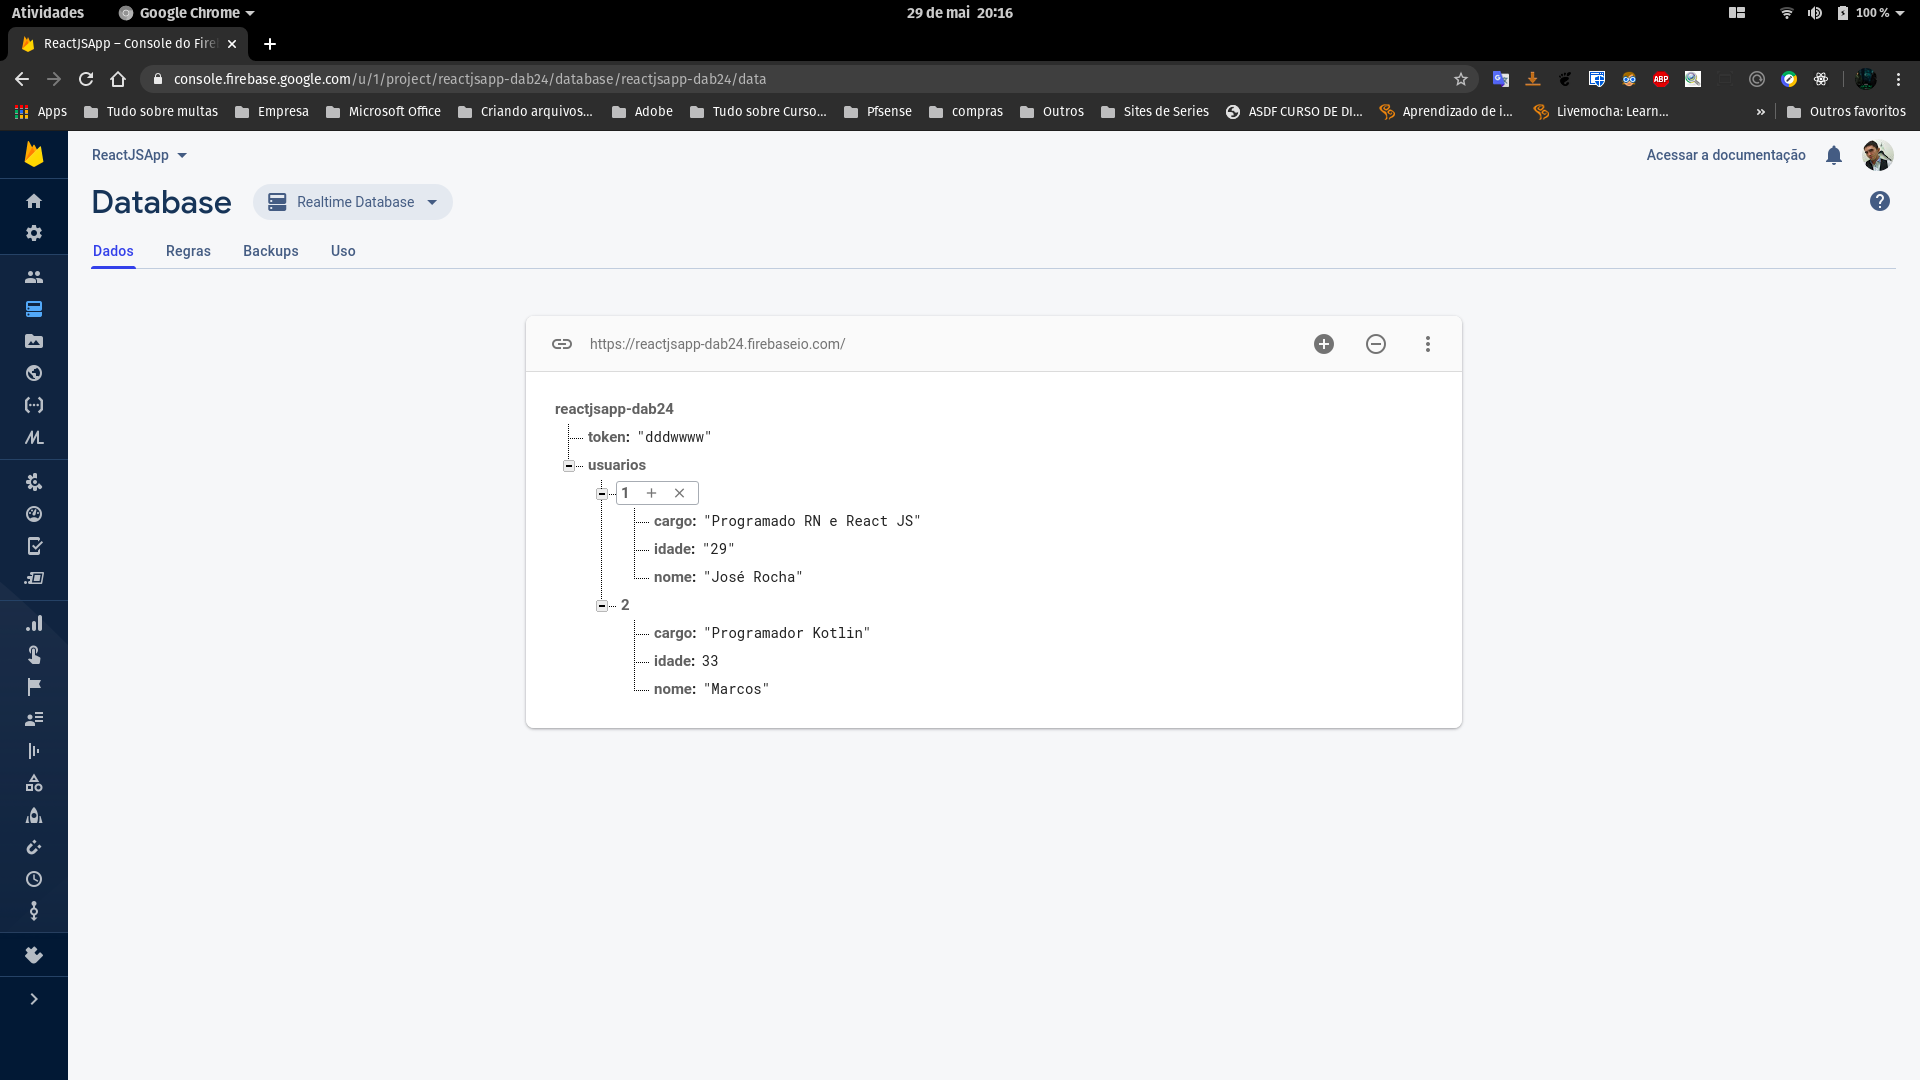 Atividades Google Chrome 29 de mai 20:16 100 %
ReactJSApp – Console do Fire
console.firebase.google.com/u/1/project/reactjsapp-dab24/database/reactjsapp-dab24/data
Apps Tudo sobre multas Empresa Microsoft Office Criando arquivos... Adobe Tudo sobre Curso... Pfsense compras Outros Sites de Series ASDF CURSO DE DI... Aprendizado de i... Livemocha: Learn... » Outros favoritos
ReactJSApp Acessar a documentação
Database Realtime Database
Dados Regras Backups Uso
https://reactjsapp-dab24.firebaseio.com/
reactjsapp-dab24
token: "dddwwww"
usuarios
1
cargo: "Programado RN e React JS"
idade: "29"
nome: "José Rocha"
2
cargo: "Programador Kotlin"
idade: 33
nome: "Marcos"